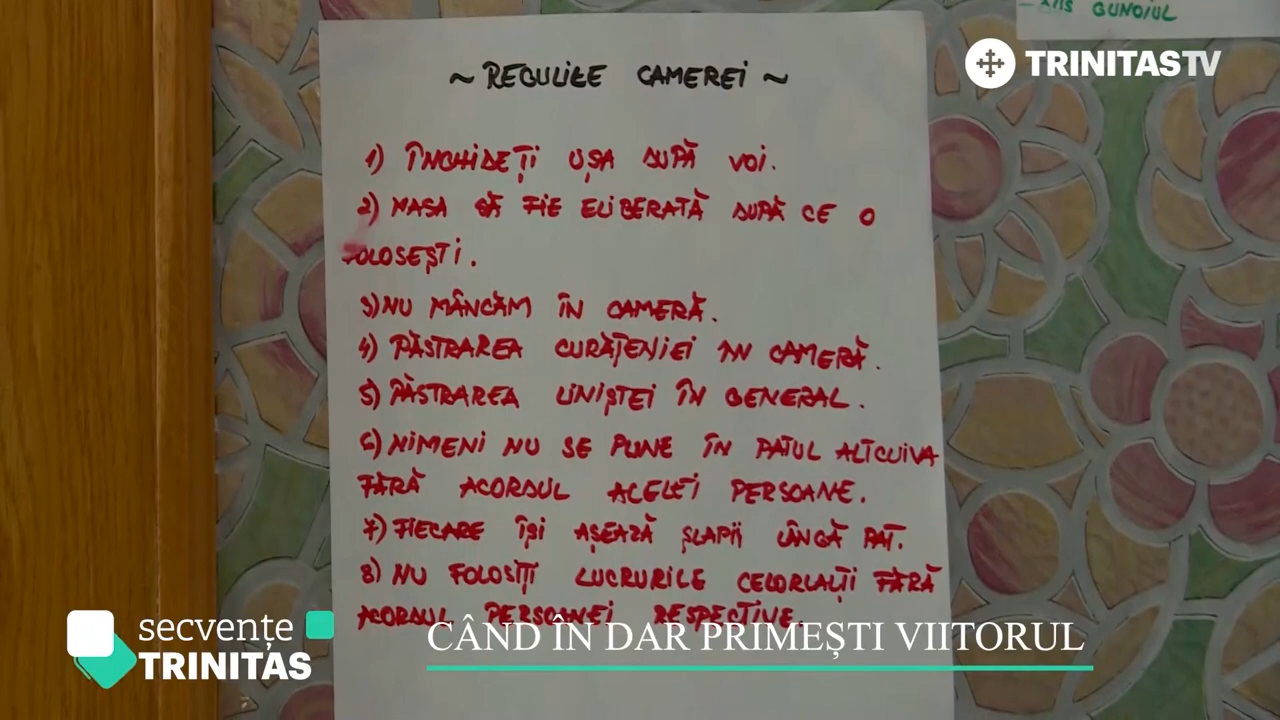 GUNOIUL
TRINITAS TV
~ REGULILE CAMEREI ~
1) ÎNCHIDEȚI UȘA DUPĂ VOI.
2) MASA SĂ FIE ELIBERATĂ DUPĂ CE O
FOLOSEȘTI.
3) NU MÂNCĂM ÎN CAMERĂ.
4) PĂSTRAREA CURĂȚENIEI ÎN CAMERĂ.
5) PĂSTRAREA LINIȘTEI ÎN GENERAL.
6) NIMENI NU SE PUNE ÎN PATUL ALTCUIVA
FĂRĂ ACORDUL ACELEI PERSOANE.
7) FIECARE ÎȘI AȘEAZĂ ȘLAPII LÂNGĂ PAT.
8) NU FOLOSIȚI LUCRURILE CELORLALȚI FĂRĂ
ACORDUL PERSOANEI RESPECTIVE.
secvențe
TRINITAS
CÂND ÎN DAR PRIMEȘTI VIITORUL